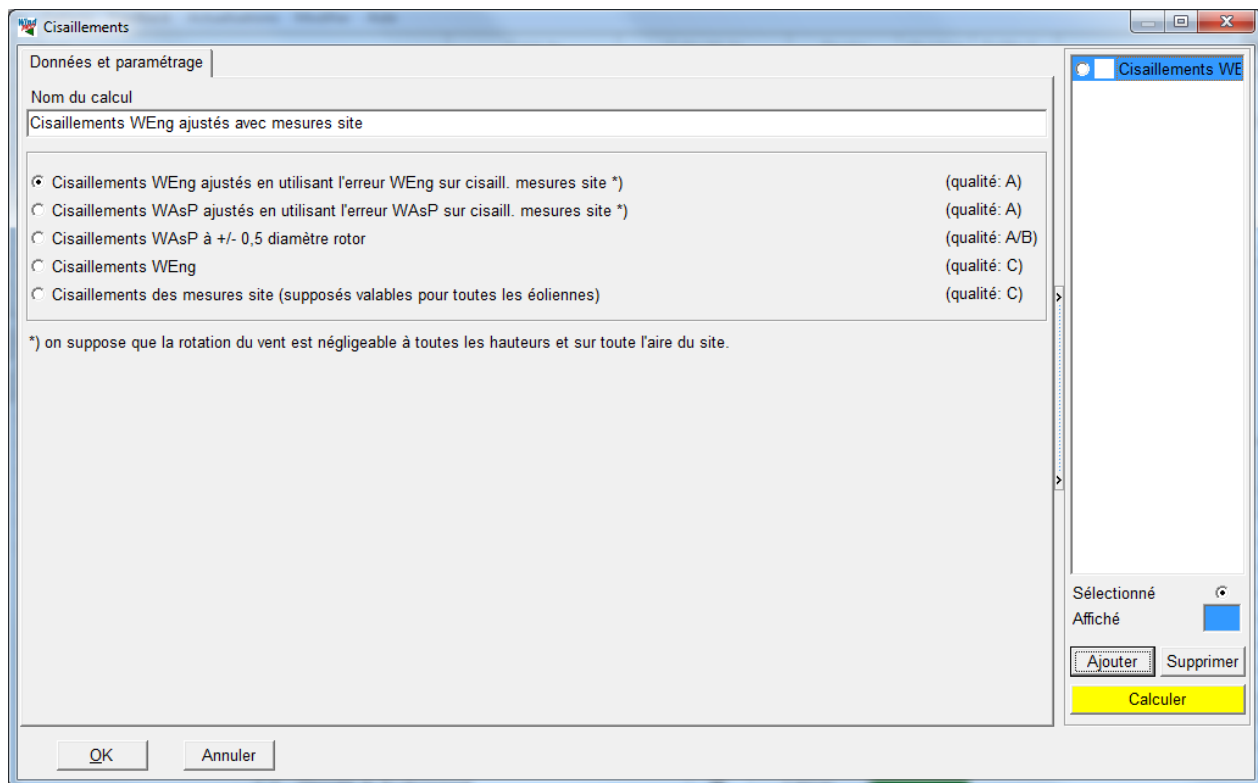 Cisaillements
Données et paramétrage
Nom du calcul
Cisaillements WEng ajustés avec mesures site
Cisaillements WEng ajustés en utilisant l'erreur WEng sur cisaill. mesures site *) (qualité: A)
Cisaillements WAsP ajustés en utilisant l'erreur WAsP sur cisaill. mesures site *) (qualité: A)
Cisaillements WAsP à +/- 0,5 diamètre rotor (qualité: A/B)
Cisaillements WEng (qualité: C)
Cisaillements des mesures site (supposés valables pour toutes les éoliennes) (qualité: C)
*) on suppose que la rotation du vent est négligeable à toutes les hauteurs et sur toute l'aire du site.
OK Annuler
Cisaillements WE
Sélectionné
Affiché
Ajouter Supprimer
Calculer